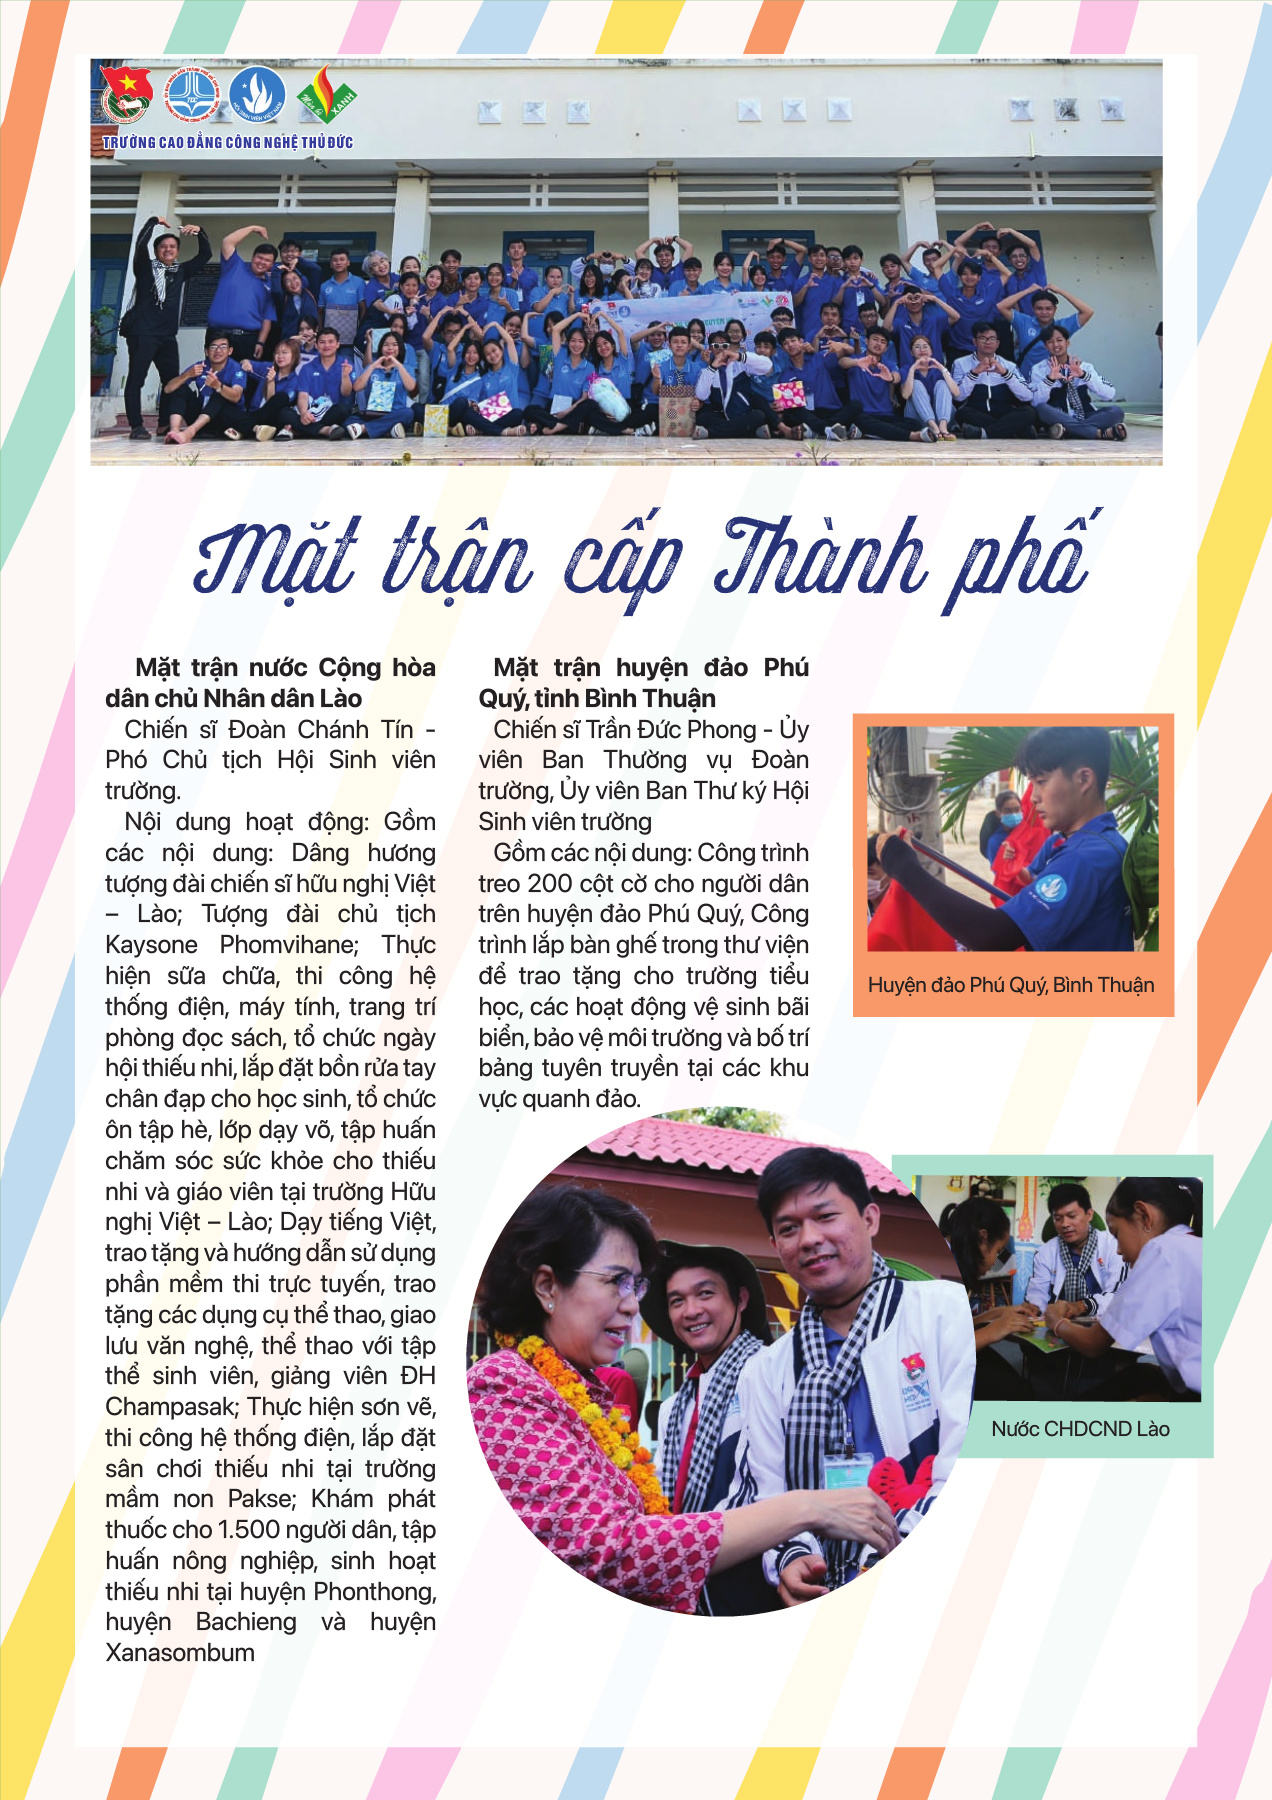 TRƯỜNG CAO ĐẲNG CÔNG NGHỆ THỦ ĐỨC
Mặt trận cấp Thành phố
Mặt trận nước Cộng hòa
dân chủ Nhân dân Lào
Chiến sĩ Đoàn Chánh Tín -
Phó Chủ tịch Hội Sinh viên
trường.
Nội dung hoạt động: Gồm
các nội dung: Dâng hương
tượng đài chiến sĩ hữu nghị Việt
– Lào; Tượng đài chủ tịch
Kaysone Phomvihane; Thực
hiện sữa chữa, thi công hệ
thống điện, máy tính, trang trí
phòng đọc sách, tổ chức ngày
hội thiếu nhi, lắp đặt bồn rửa tay
chân đạp cho học sinh, tổ chức
ôn tập hè, lớp dạy võ, tập huấn
chăm sóc sức khỏe cho thiếu
nhi và giáo viên tại trường Hữu
nghị Việt – Lào; Dạy tiếng Việt,
trao tặng và hướng dẫn sử dụng
phần mềm thi trực tuyến, trao
tặng các dụng cụ thể thao, giao
lưu văn nghệ, thể thao với tập
thể sinh viên, giảng viên ĐH
Champasak; Thực hiện sơn vẽ,
thi công hệ thống điện, lắp đặt
sân chơi thiếu nhi tại trường
mầm non Pakse; Khám phát
thuốc cho 1.500 người dân, tập
huấn nông nghiệp, sinh hoạt
thiếu nhi tại huyện Phonthong,
huyện Bachieng và huyện
Xanasombum
Mặt trận huyện đảo Phú
Quý, tỉnh Bình Thuận
Chiến sĩ Trần Đức Phong - Ủy
viên Ban Thường vụ Đoàn
trường, Ủy viên Ban Thư ký Hội
Sinh viên trường
Gồm các nội dung: Công trình
treo 200 cột cờ cho người dân
trên huyện đảo Phú Quý, Công
trình lắp bàn ghế trong thư viện
để trao tặng cho trường tiểu
học, các hoạt động vệ sinh bãi
biển, bảo vệ môi trường và bố trí
bảng tuyên truyền tại các khu
vực quanh đảo.
Huyện đảo Phú Quý, Bình Thuận
Nước CHDCND Lào